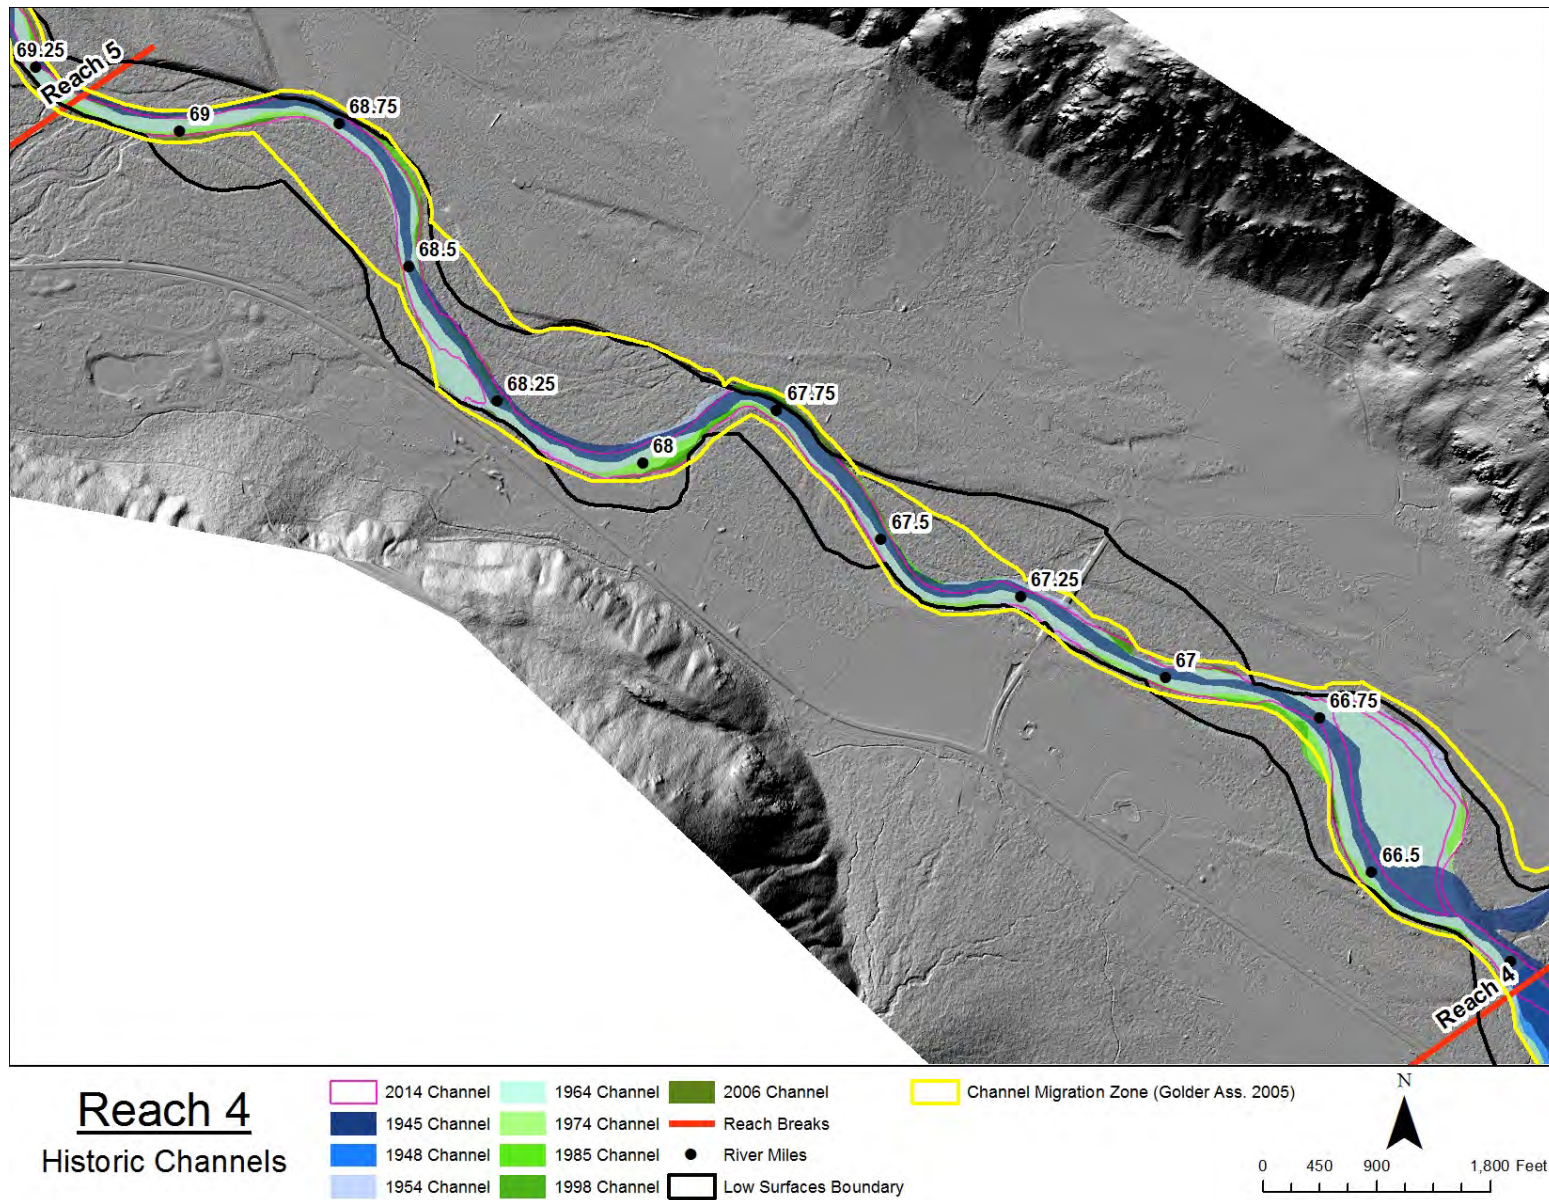 69.25
Reach 5
69
68.75
68.5
68.25
68
67.75
67.5
67.25
67
66.75
66.5
Reach 4
Reach 4
Historic Channels
2014 Channel
1945 Channel
1948 Channel
1954 Channel
1964 Channel
1974 Channel
1985 Channel
1998 Channel
2006 Channel
Reach Breaks
River Miles
Low Surfaces Boundary
Channel Migration Zone (Golder Ass. 2005)
N
0 450 900 1,800 Feet